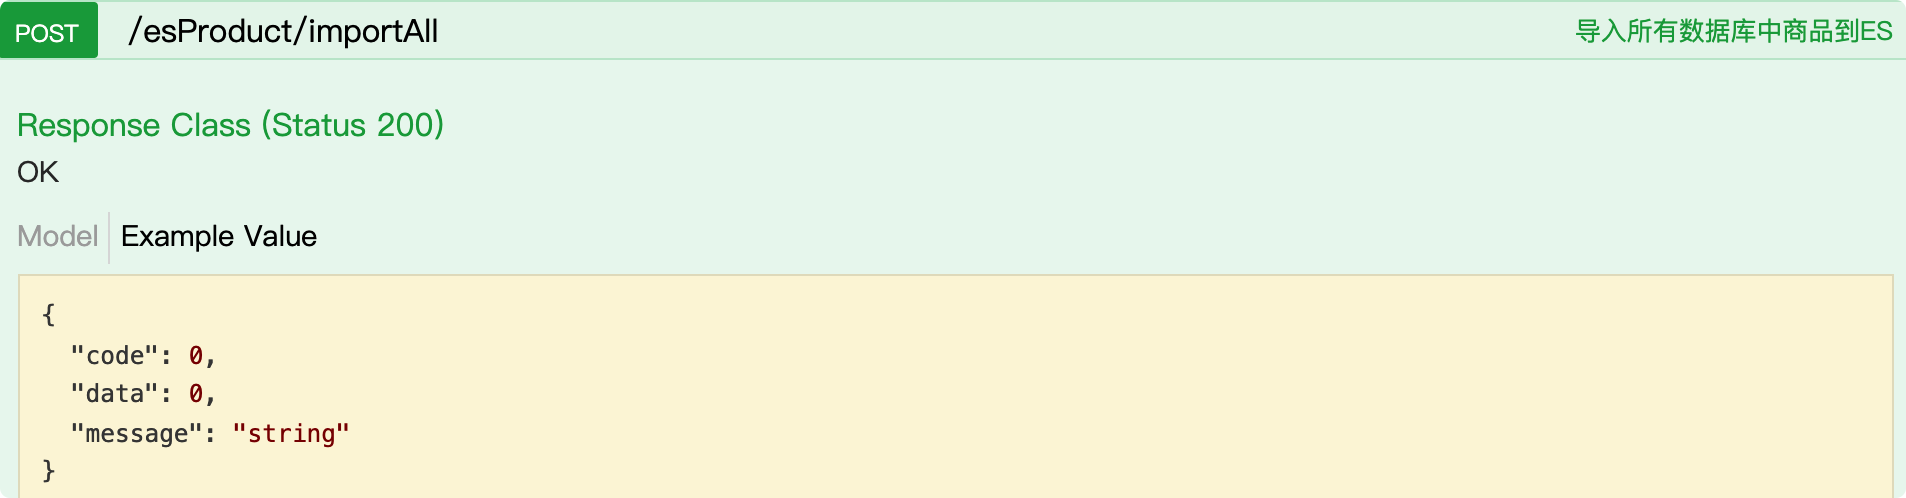 POST /esProduct/importAll 导入所有数据库中商品到ES
Response Class (Status 200)
OK
Model Example Value
{
  "code": 0,
  "data": 0,
  "message": "string"
}